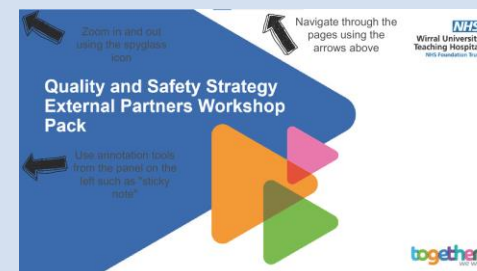 Zoom in and out
using the spyglass
icon
Navigate through the
pages using the
arrows above
NHS
Wirral University
Teaching Hospital
NHS Foundation Trust
Quality and Safety Strategy
External Partners Workshop
Pack
Use annotation tools
from the panel on the
left such as "sticky
note"
together